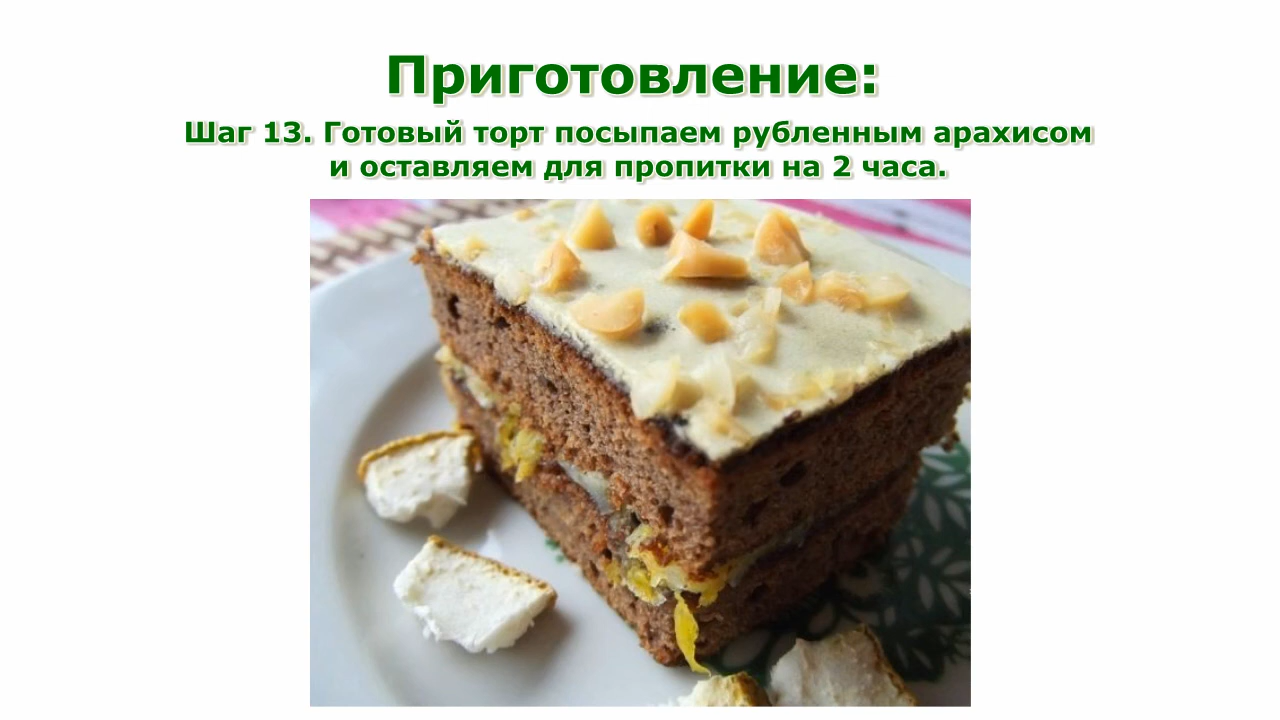 Приготовление:
Шаг 13. Готовый торт посыпаем рубленным арахисом
и оставляем для пропитки на 2 часа.